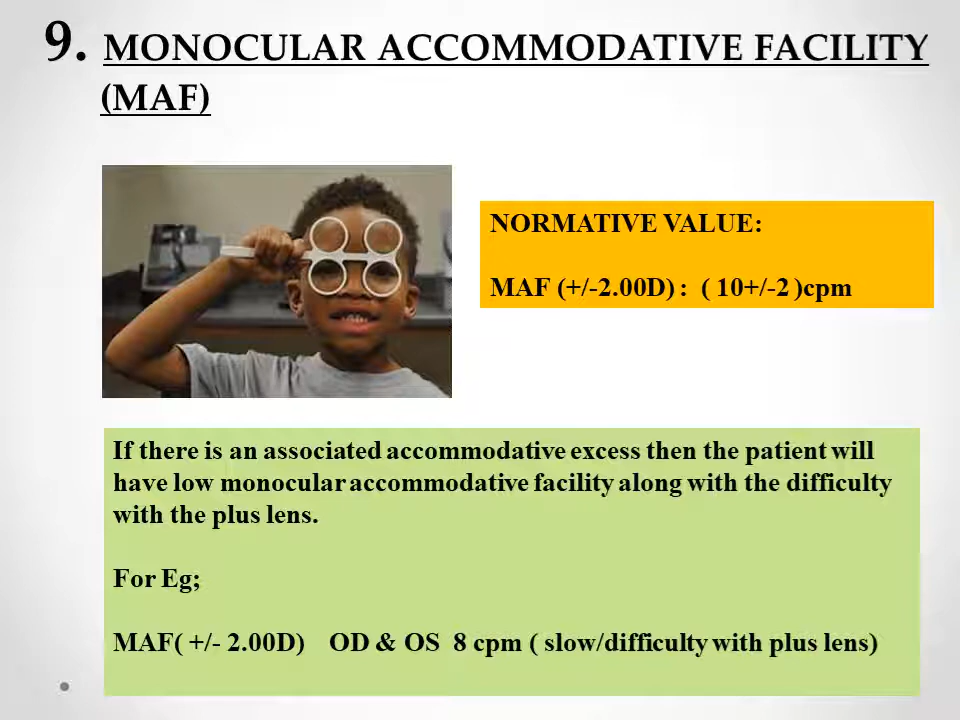 9. MONOCULAR ACCOMMODATIVE FACILITY
(MAF)
NORMATIVE VALUE:
MAF (+/-2.00D) : ( 10+/-2 )cpm
If there is an associated accommodative excess then the patient will
have low monocular accommodative facility along with the difficulty
with the plus lens.
For Eg;
MAF( +/- 2.00D) OD & OS 8 cpm ( slow/difficulty with plus lens)